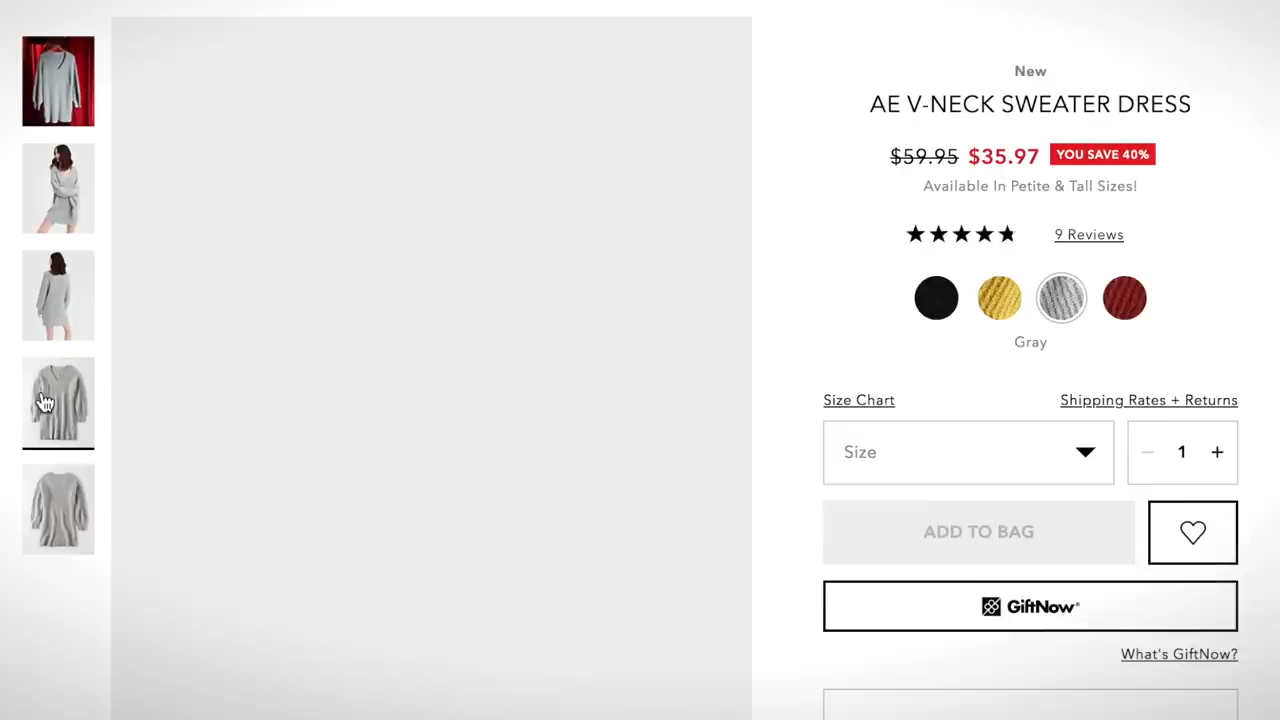 New
AE V-NECK SWEATER DRESS
$59.95 $35.97 YOU SAVE 40%
Available In Petite & Tall Sizes!
9 Reviews
Gray
Size Chart Shipping Rates + Returns
Size 1
ADD TO BAG
GiftNow®
What's GiftNow?